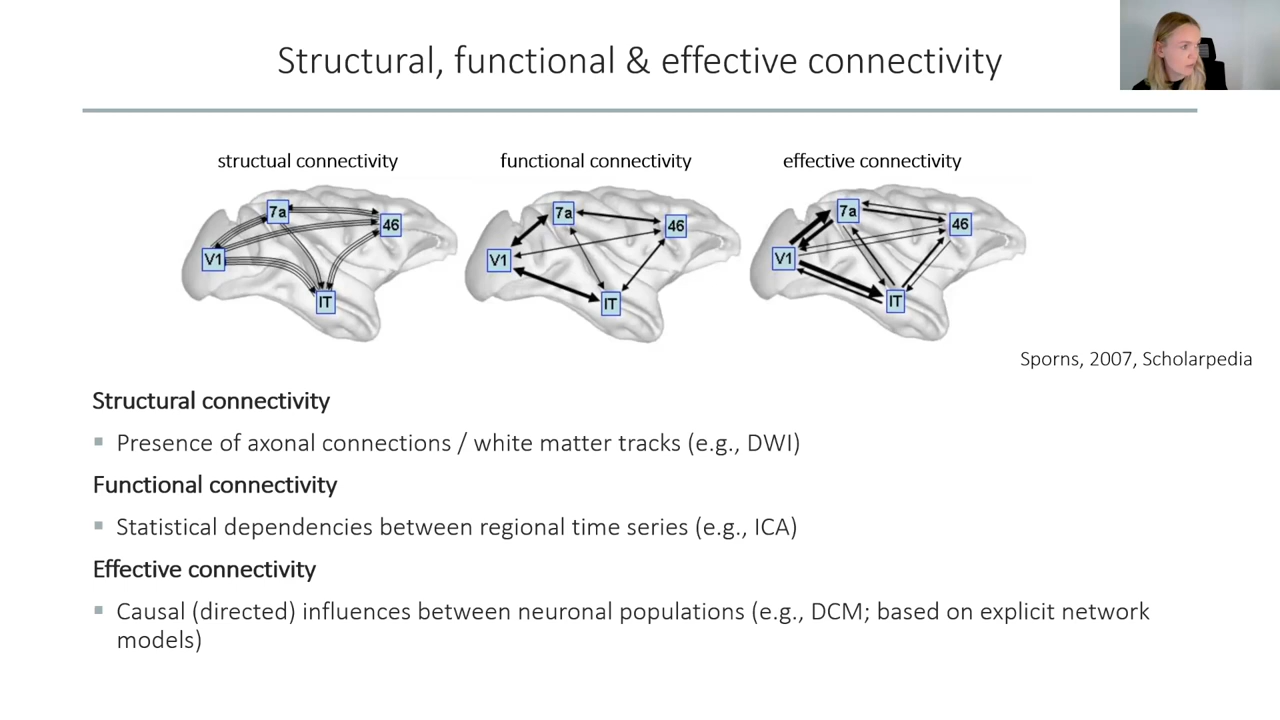 Structural, functional & effective connectivity
structual connectivity
functional connectivity
effective connectivity
7a
46
V1
IT
7a
46
V1
IT
7a
46
V1
IT
Sporns, 2007, Scholarpedia
Structural connectivity
▪ Presence of axonal connections / white matter tracks (e.g., DWI)
Functional connectivity
▪ Statistical dependencies between regional time series (e.g., ICA)
Effective connectivity
▪ Causal (directed) influences between neuronal populations (e.g., DCM; based on explicit network
models)